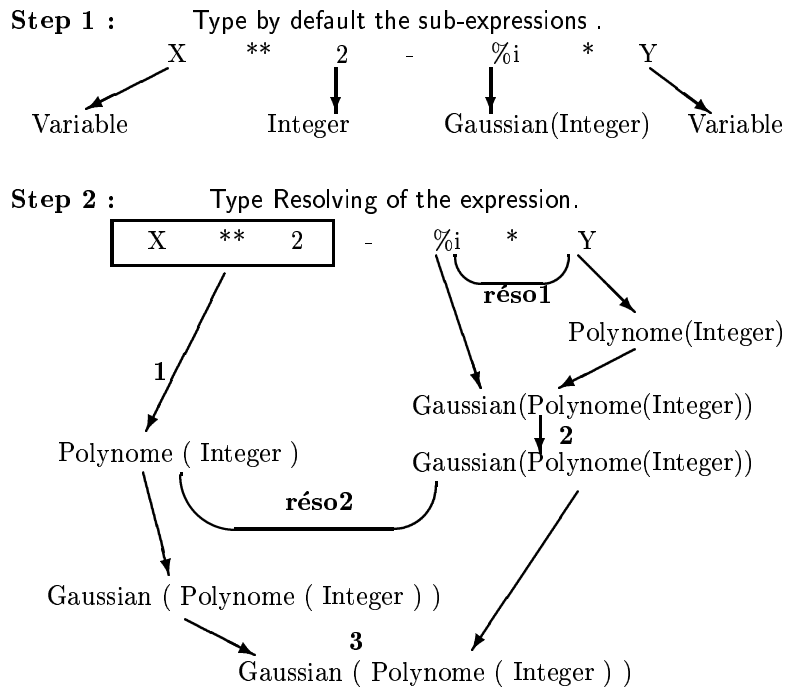 Step 1 : Type by default the sub-expressions .
X ** 2 - %i * Y
Variable Integer Gaussian(Integer) Variable
Step 2 : Type Resolving of the expression.
X ** 2 - %i * Y
réso1
Polynome(Integer)
1
Gaussian(Polynome(Integer))
2
Polynome ( Integer ) Gaussian(Polynome(Integer))
réso2
Gaussian ( Polynome ( Integer ) )
3
Gaussian ( Polynome ( Integer ) )